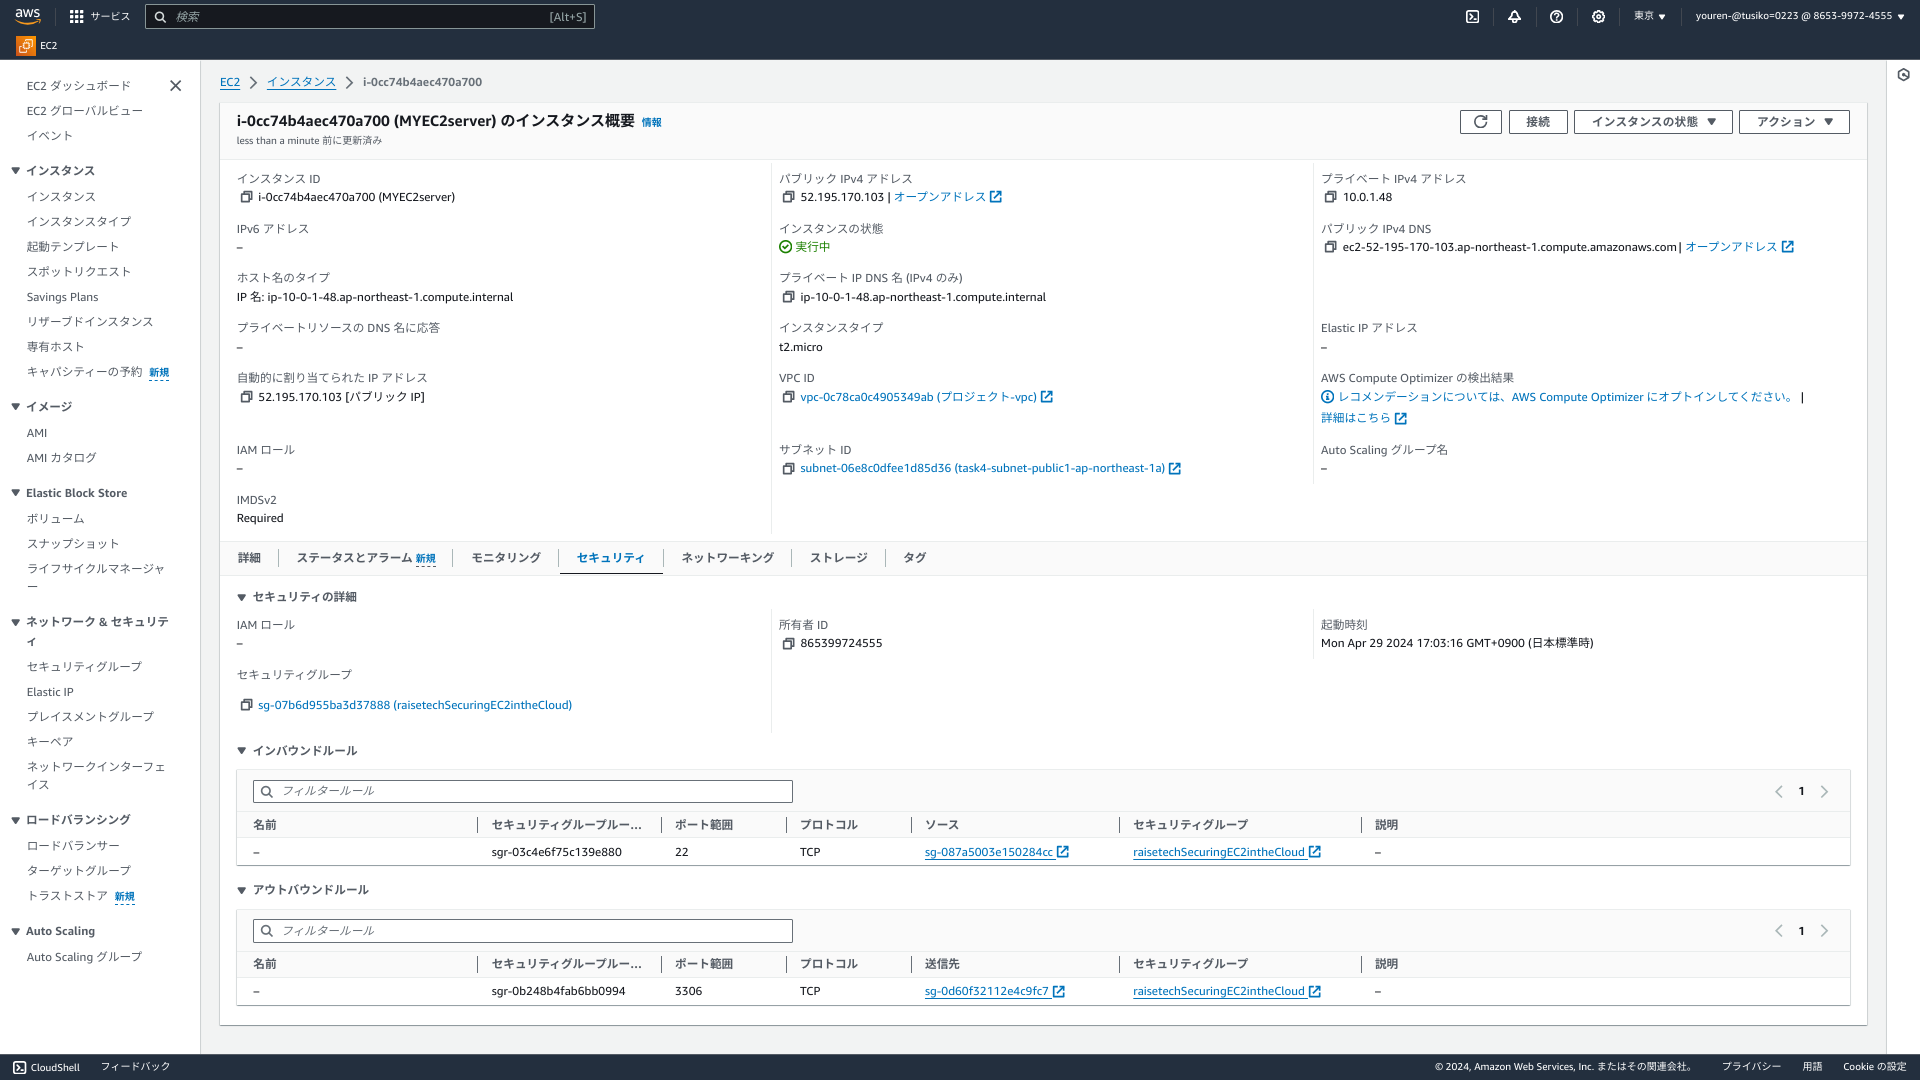 aws
サービス
検索
[Alt+S]
東京 ▼
youren-@tusiko=0223 @ 8653-9972-4555 ▼
EC2
EC2 ダッシュボード
EC2 グローバルビュー
イベント
▼ インスタンス
インスタンス
インスタンスタイプ
起動テンプレート
スポットリクエスト
Savings Plans
リザーブドインスタンス
専有ホスト
キャパシティーの予約 新規
▼ イメージ
AMI
AMI カタログ
▼ Elastic Block Store
ボリューム
スナップショット
ライフサイクルマネージャ
ー
▼ ネットワーク & セキュリテ
ィ
セキュリティグループ
Elastic IP
プレイスメントグループ
キーペア
ネットワークインターフェ
イス
▼ ロードバランシング
ロードバランサー
ターゲットグループ
トラストストア 新規
▼ Auto Scaling
Auto Scaling グループ
EC2 > インスタンス > i-0cc74b4aec470a700
i-0cc74b4aec470a700 (MYEC2server) のインスタンス概要 情報
less than a minute 前に更新済み
接続
インスタンスの状態 ▼
アクション ▼
インスタンス ID
i-0cc74b4aec470a700 (MYEC2server)
パブリック IPv4 アドレス
52.195.170.103 | オープンアドレス
プライベート IPv4 アドレス
10.0.1.48
IPv6 アドレス
–
インスタンスの状態
実行中
パブリック IPv4 DNS
ec2-52-195-170-103.ap-northeast-1.compute.amazonaws.com | オープンアドレス
ホスト名のタイプ
IP 名: ip-10-0-1-48.ap-northeast-1.compute.internal
プライベート IP DNS 名 (IPv4 のみ)
ip-10-0-1-48.ap-northeast-1.compute.internal
プライベートリソースの DNS 名に応答
–
インスタンスタイプ
t2.micro
Elastic IP アドレス
–
自動的に割り当てられた IP アドレス
52.195.170.103 [パブリック IP]
VPC ID
vpc-0c78ca0c4905349ab (プロジェクト-vpc)
AWS Compute Optimizer の検出結果
レコメンデーションについては、AWS Compute Optimizer にオプトインしてください。 |
詳細はこちら
IAM ロール
–
サブネット ID
subnet-06e8c0dfee1d85d36 (task4-subnet-public1-ap-northeast-1a)
Auto Scaling グループ名
–
IMDSv2
Required
詳細
ステータスとアラーム 新規
モニタリング
セキュリティ
ネットワーキング
ストレージ
タグ
▼ セキュリティの詳細
IAM ロール
–
所有者 ID
865399724555
起動時刻
Mon Apr 29 2024 17:03:16 GMT+0900 (日本標準時)
セキュリティグループ
sg-07b6d955ba3d37888 (raisetechSecuringEC2intheCloud)
▼ インバウンドルール
フィルタールール
1
名前 セキュリティグループルー... ポート範囲 プロトコル ソース セキュリティグループ 説明
– sgr-03c4e6f75c139e880 22 TCP sg-087a5003e150284cc raisetechSecuringEC2intheCloud –
▼ アウトバウンドルール
フィルタールール
1
名前 セキュリティグループルー... ポート範囲 プロトコル 送信先 セキュリティグループ 説明
– sgr-0b248b4fab6bb0994 3306 TCP sg-0d60f32112e4c9fc7 raisetechSecuringEC2intheCloud –
CloudShell
フィードバック
© 2024, Amazon Web Services, Inc. またはその関連会社。
プライバシー
用語
Cookie の設定